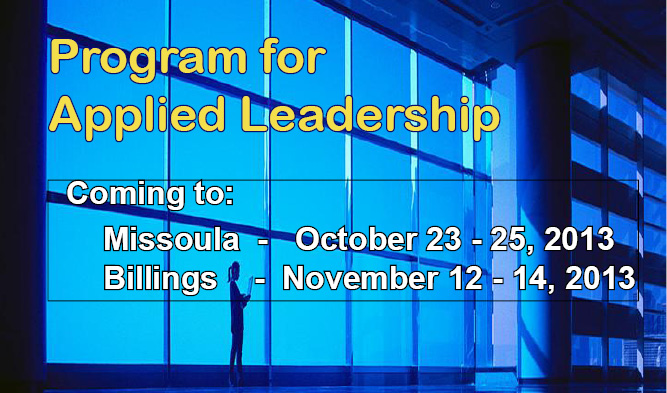 Program for
Applied Leadership
Coming to:
Missoula - October 23 - 25, 2013
Billings - November 12 - 14, 2013